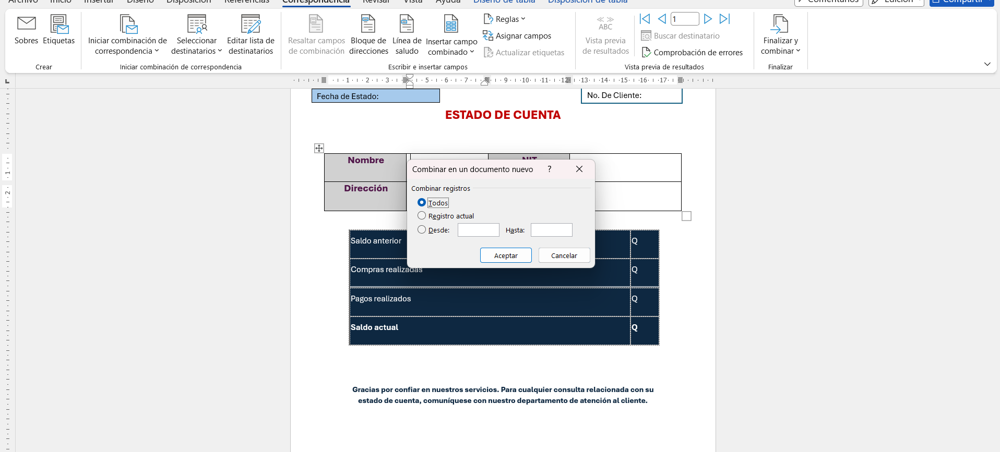 Archivo Inicio Insertar Diseño Disposición Referencias Correspondencia Revisar Vista Ayuda Diseño de tabla Disposición de tabla Comentarios Edición Compartir
Sobres Etiquetas
Crear
Iniciar combinación de
correspondencia
Seleccionar
destinatarios
Editar lista de
destinatarios
Iniciar combinación de correspondencia
Resaltar campos
de combinación
Bloque de
direcciones
Línea de
saludo
Insertar campo
combinado
Reglas
Asignar campos
Actualizar etiquetas
Escribir e insertar campos
ABC
Vista previa
de resultados
1
Buscar destinatario
Comprobación de errores
Vista previa de resultados
Finalizar y
combinar
Finalizar
1 2 3 5 6 7 9 10 11 12 13 14 15 16 17
1
2
Fecha de Estado:
No. De Cliente:
ESTADO DE CUENTA
Nombre
NIT
Dirección
Combinar en un documento nuevo ?
Combinar registros
Todos
Registro actual
Desde: Hasta:
Aceptar Cancelar
Saldo anterior Q
Compras realizadas Q
Pagos realizados Q
Saldo actual Q
Gracias por confiar en nuestros servicios. Para cualquier consulta relacionada con su
estado de cuenta, comuníquese con nuestro departamento de atención al cliente.